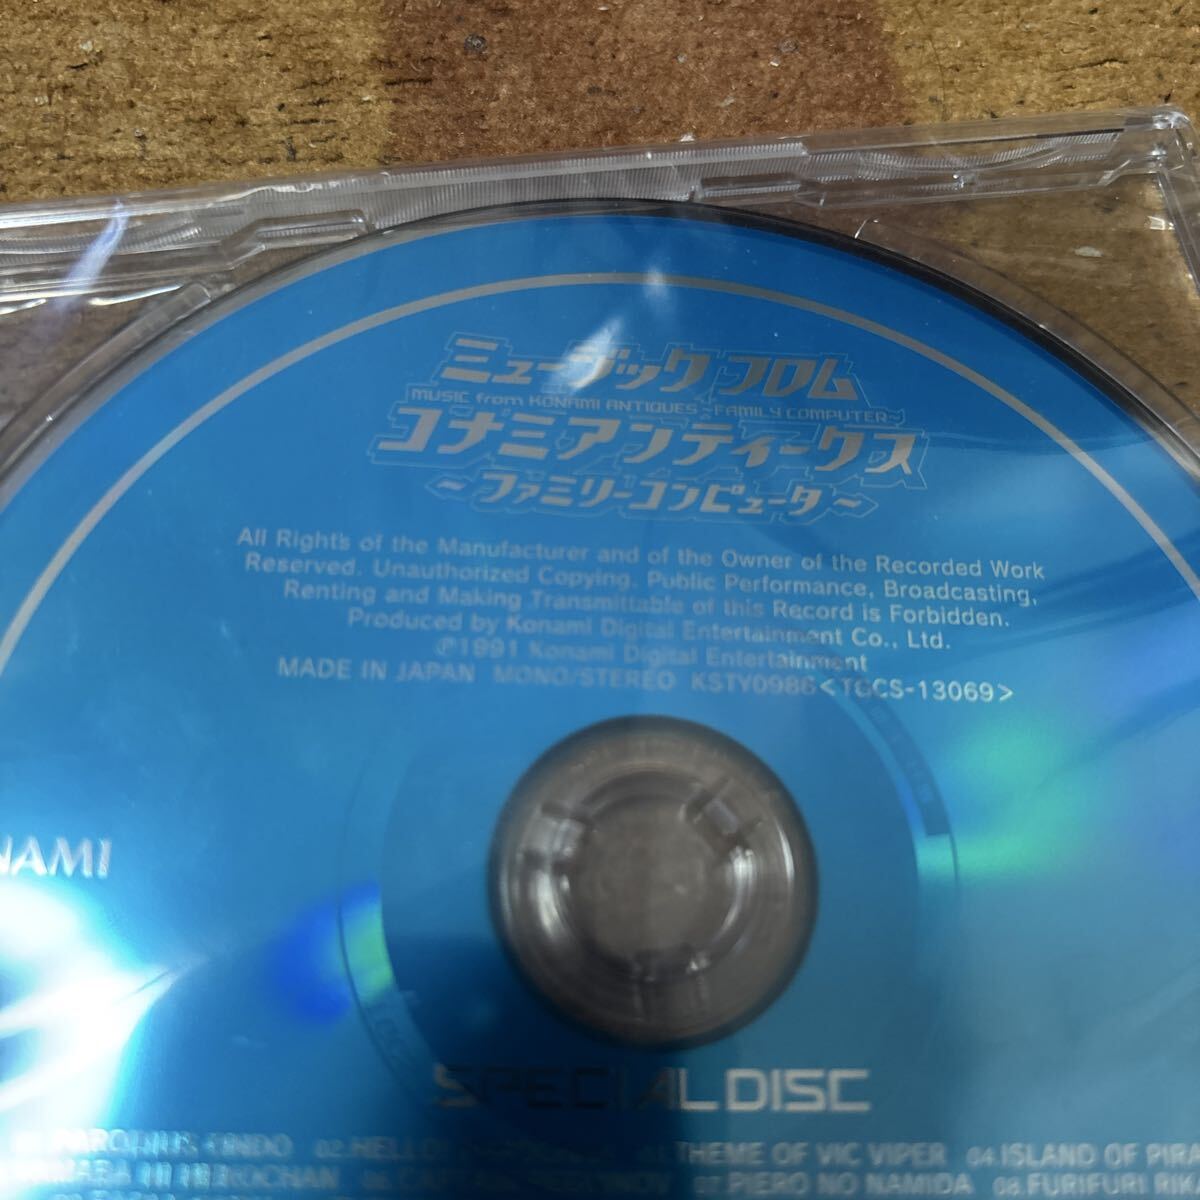 ミュージック フロム
MUSIC from KONAMI ANTIQUES ~FAMILY COMPUTER~
コナミアンティークス
~ファミリーコンピュータ~
All Rights of the Manufacturer and of the Owner of the Recorded Work
Reserved. Unauthorized Copying, Public Performance, Broadcasting,
Renting and Making Transmittable of this Record is Forbidden.
Produced by Konami Digital Entertainment Co., Ltd.
℗1991 Konami Digital Entertainment
MADE IN JAPAN MONO/STEREO KSTY0986<TGCS-13069>
NAMI
SPECIAL DISC
02.HELLO! THEME OF VIC VIPER 04.ISLAND OF PIRA
07.PIERO NO NAMIDA 08.FURIFURI RIKA